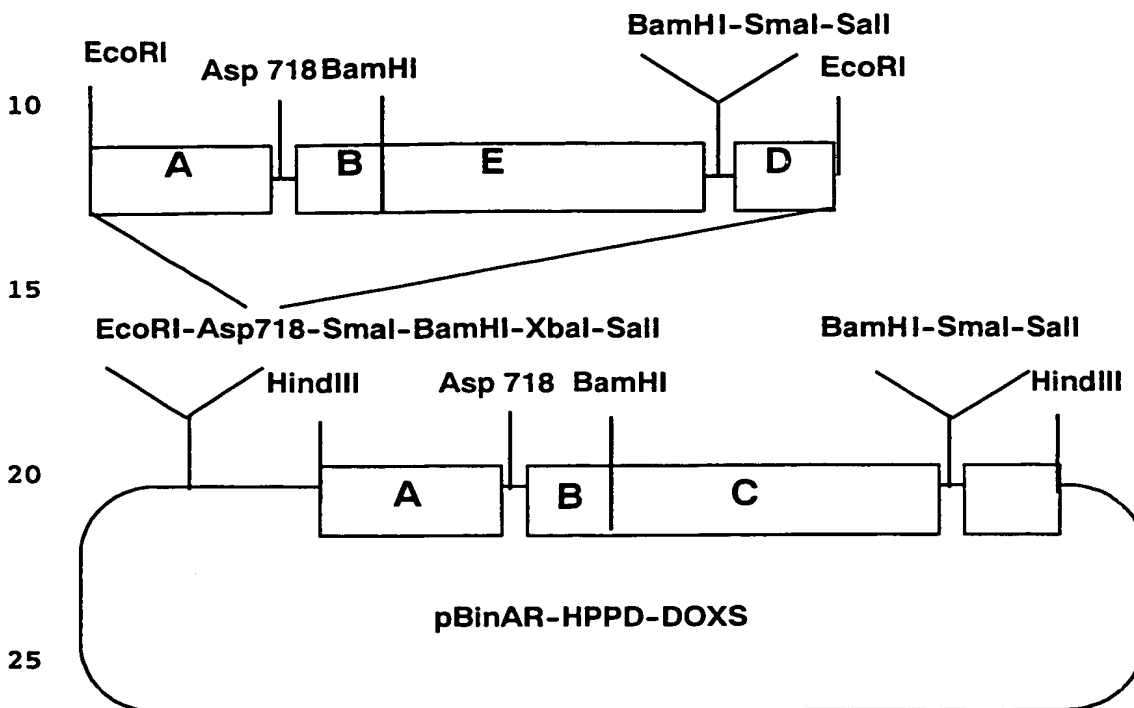 BamHI-SmaI-SalI
EcoRI
Asp 718 BamHI
EcoRI
10
A
B
E
D
15
EcoRI-Asp718-SmaI-BamHI-XbaI-SalI
BamHI-SmaI-SalI
HindIII
Asp 718 BamHI
HindIII
20
A
B
C
pBinAR-HPPD-DOXS
25